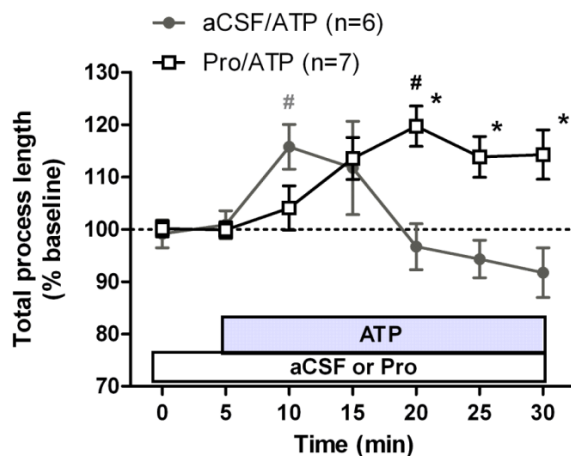 aCSF/ATP (n=6)
Pro/ATP (n=7)
Total process length
(% baseline)
130
120
110
100
90
80
70
#
#
*
*
*
ATP
aCSF or Pro
0 5 10 15 20 25 30
Time (min)